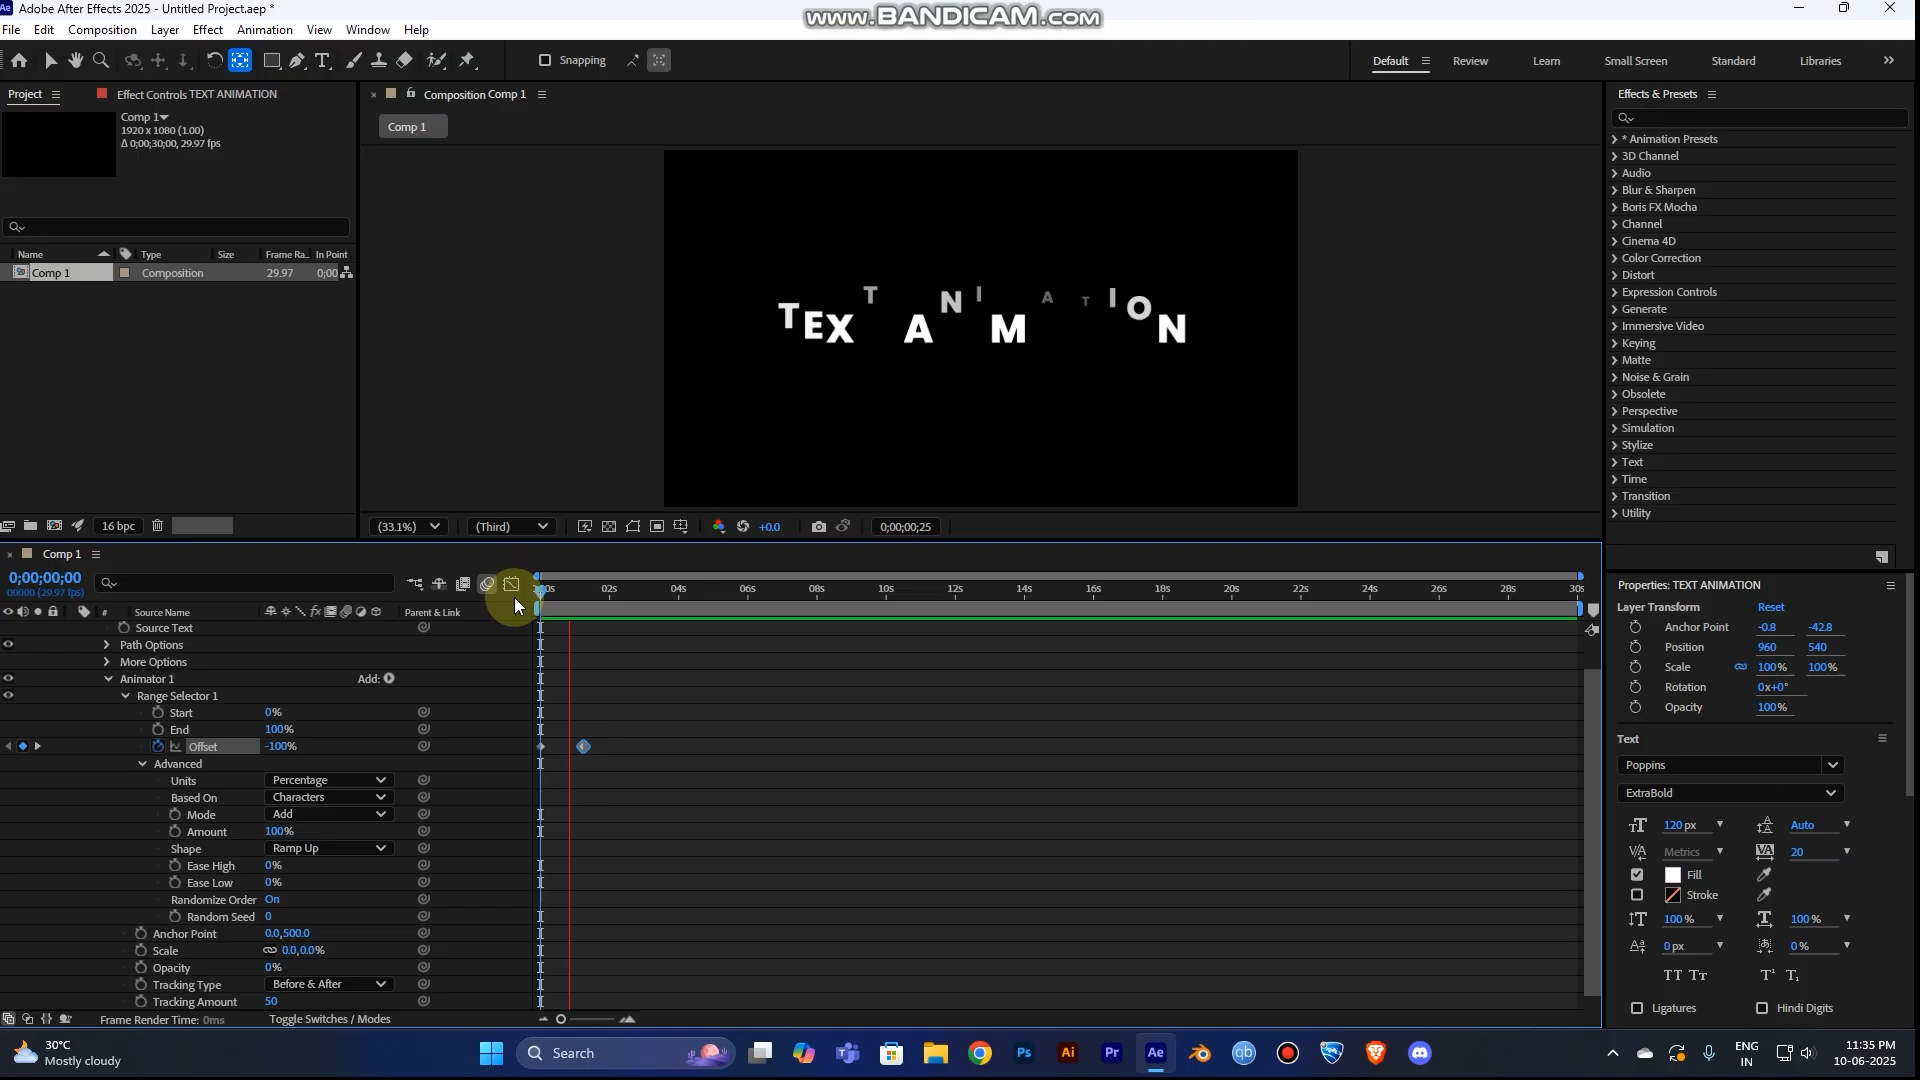 Adobe After Effects 2025 - Untitled Project.aep *
www.BANDICAM.com
File Edit Composition Layer Effect Animation View Window Help
Snapping
Default Review Learn Small Screen Standard Libraries
Project
Effect Controls TEXT ANIMATION
Composition Comp 1
Effects & Presets
Comp 1
1920 x 1080 (1.00)
Δ 0;00;30;00, 29.97 fps
Comp 1
* Animation Presets
3D Channel
Audio
Blur & Sharpen
Boris FX Mocha
Channel
Cinema 4D
Color Correction
Distort
Expression Controls
Generate
Immersive Video
Keying
Matte
Noise & Grain
Obsolete
Perspective
Simulation
Stylize
Text
Time
Transition
Utility
Name Type Size Frame Ra.. In Point
Comp 1 Composition 29.97 0;00
TEXT ANIMATION
16 bpc
(33.1%) (Third) +0.0 0;00;00;25
Comp 1
0;00;00;00
00000 (29.97 fps)
0s 02s 04s 06s 08s 10s 12s 14s 16s 18s 20s 22s 24s 26s 28s 30s
# Source Name Parent & Link
Source Text
Path Options
More Options
Animator 1 Add:
Range Selector 1
Start 0%
End 100%
Offset -100%
Advanced
Units Percentage
Based On Characters
Mode Add
Amount 100%
Shape Ramp Up
Ease High 0%
Ease Low 0%
Randomize Order On
Random Seed 0
Anchor Point 0.0,500.0
Scale 0.0,0.0%
Opacity 0%
Tracking Type Before & After
Tracking Amount 50
Frame Render Time: 0ms Toggle Switches / Modes
Properties: TEXT ANIMATION
Layer Transform Reset
Anchor Point -0.8 -42.8
Position 960 540
Scale 100% 100%
Rotation 0x+0°
Opacity 100%
Text
Poppins
ExtraBold
120 px Auto
Metrics 20
Fill
Stroke
100 % 100 %
0 px 0 %
TT Tт T¹ T₁
Ligatures Hindi Digits
30°C
Mostly cloudy
Search
Ps Ai Pr Ae qb
ENG
IN
11:35 PM
10-06-2025